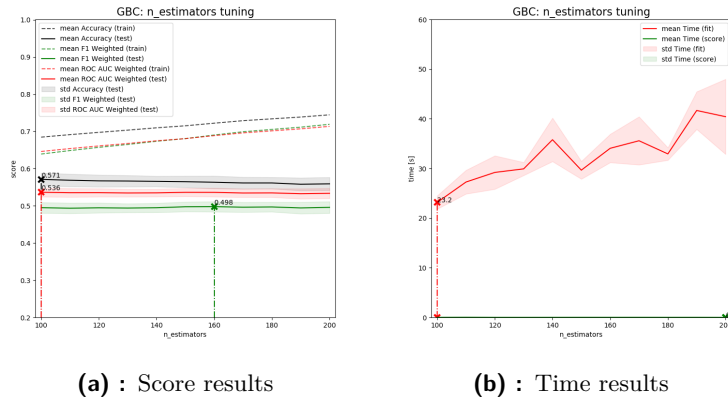 GBC: n_estimators tuning
1.0
0.9
0.8
0.7
0.6
0.5
0.4
0.3
0.2
score
mean Accuracy (train)
mean Accuracy (test)
mean F1 Weighted (train)
mean F1 Weighted (test)
mean ROC AUC Weighted (train)
mean ROC AUC Weighted (test)
std Accuracy (test)
std F1 Weighted (test)
std ROC AUC Weighted (test)
0.571
0.536
0.498
100 120 140 160 180 200
n_estimators
(a) : Score results
GBC: n_estimators tuning
60
50
40
30
20
10
0
time [s]
mean Time (fit)
mean Time (score)
std Time (fit)
std Time (score)
23.2
100 120 140 160 180 200
n_estimators
(b) : Time results